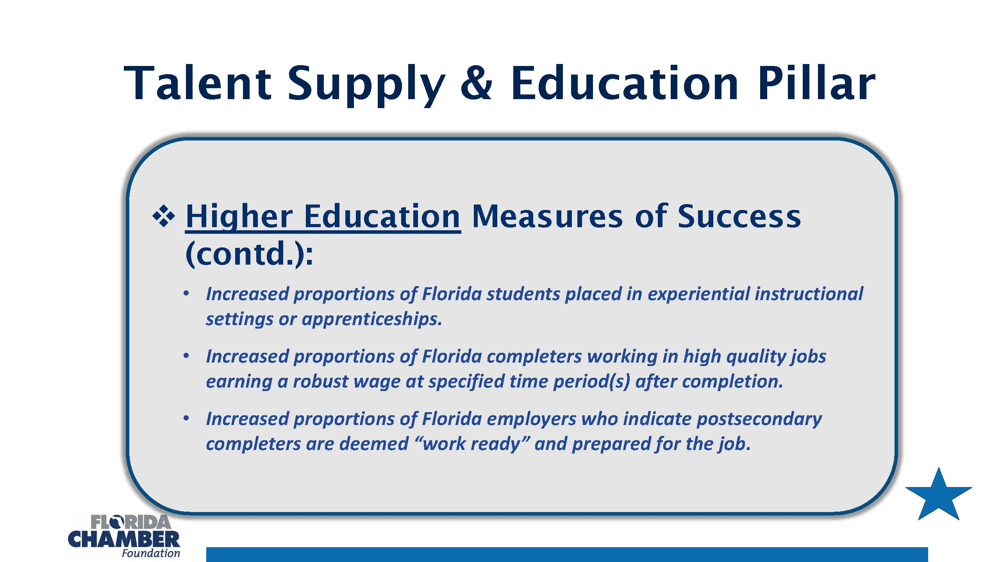 Talent Supply & Education Pillar
❖ Higher Education Measures of Success
(contd.):
• Increased proportions of Florida students placed in experiential instructional
settings or apprenticeships.
• Increased proportions of Florida completers working in high quality jobs
earning a robust wage at specified time period(s) after completion.
• Increased proportions of Florida employers who indicate postsecondary
completers are deemed “work ready” and prepared for the job.
FLORIDA
CHAMBER
Foundation